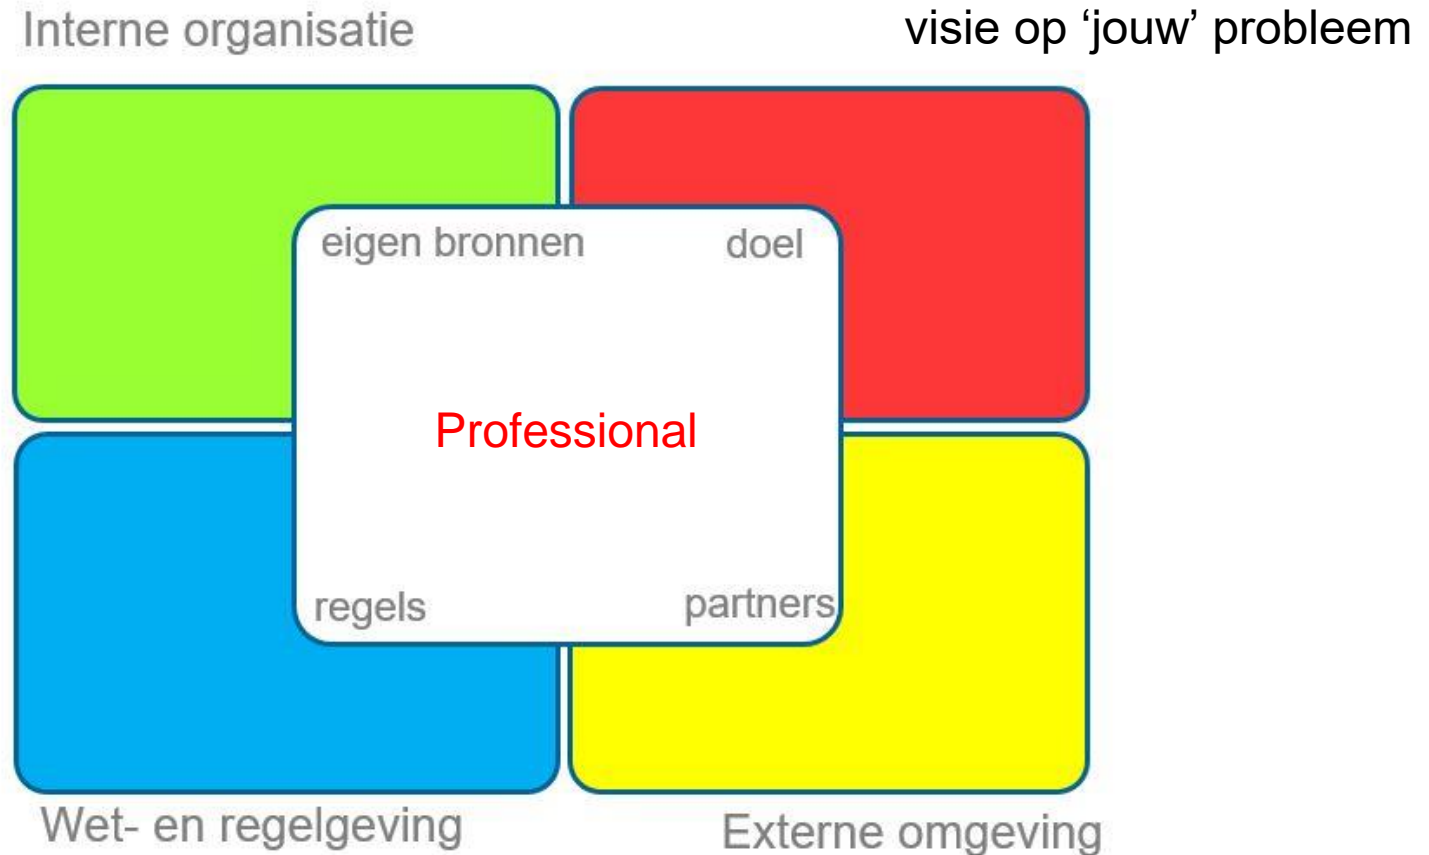 Interne organisatie
visie op ‘jouw’ probleem
eigen bronnen
doel
Professional
regels
partners
Wet- en regelgeving
Externe omgeving